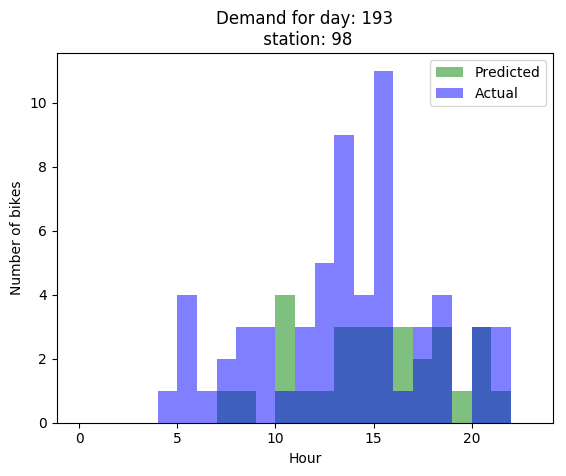 Demand for day: 193
station: 98
Predicted
Actual
Number of bikes
10
8
6
4
2
0
0 5 10 15 20
Hour